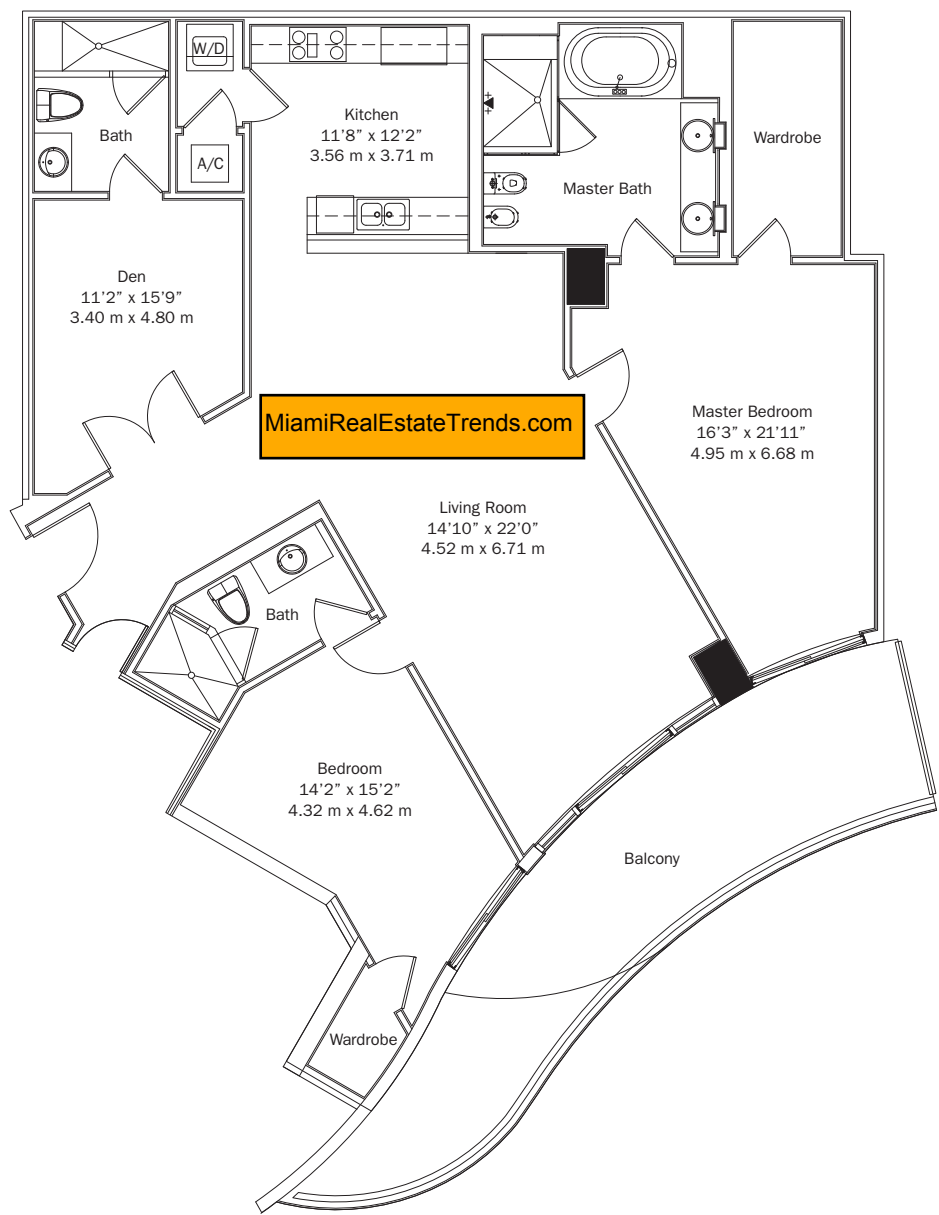 W/D
Kitchen
11’8” x 12’2”
3.56 m x 3.71 m
Bath
Wardrobe
A/C
Master Bath
Den
11’2” x 15’9”
3.40 m x 4.80 m
MiamiRealEstateTrends.com
Master Bedroom
16’3” x 21’11”
4.95 m x 6.68 m
Living Room
14’10” x 22’0”
4.52 m x 6.71 m
Bath
Bedroom
14’2” x 15’2”
4.32 m x 4.62 m
Balcony
Wardrobe